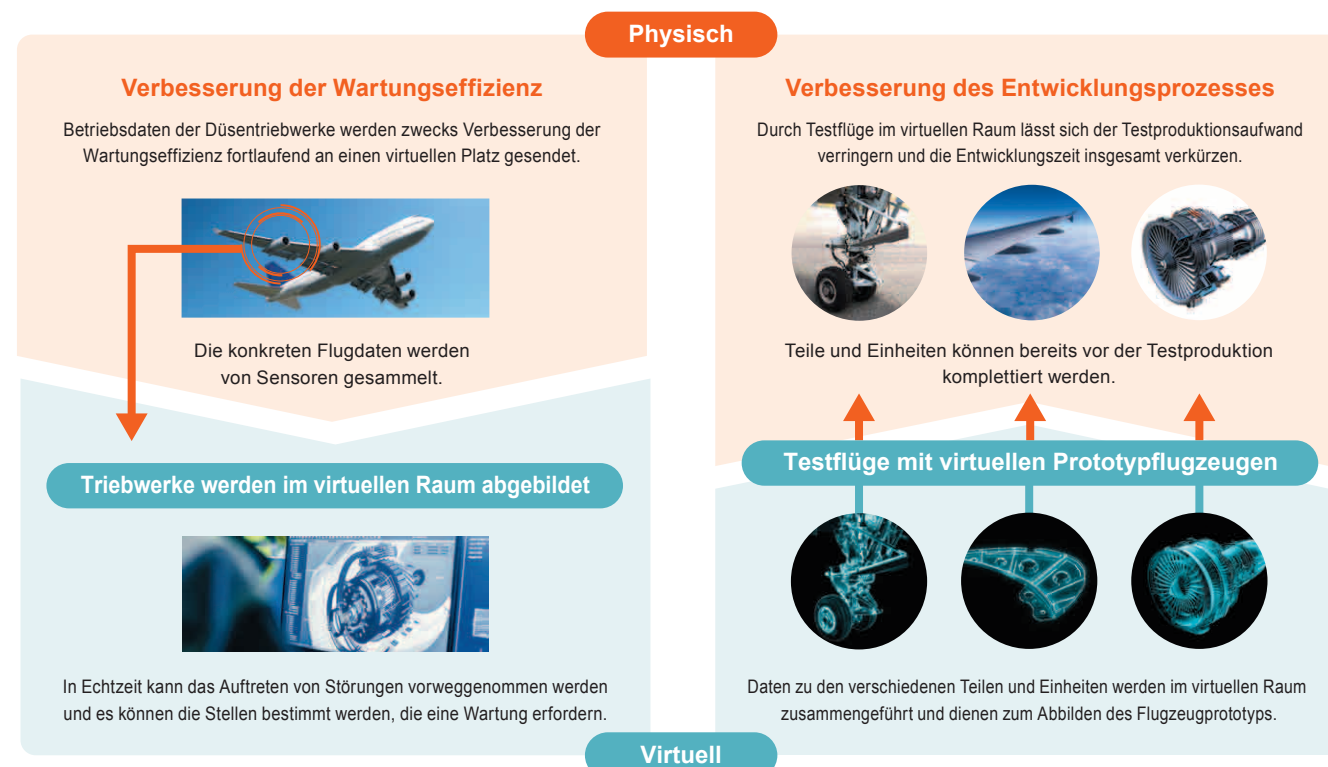 Physisch
Verbesserung der Wartungseffizienz
Betriebsdaten der Düsentriebwerke werden zwecks Verbesserung der
Wartungseffizienz fortlaufend an einen virtuellen Platz gesendet.
Die konkreten Flugdaten werden
von Sensoren gesammelt.
Triebwerke werden im virtuellen Raum abgebildet
In Echtzeit kann das Auftreten von Störungen vorweggenommen werden
und es können die Stellen bestimmt werden, die eine Wartung erfordern.
Verbesserung des Entwicklungsprozesses
Durch Testflüge im virtuellen Raum lässt sich der Testproduktionsaufwand
verringern und die Entwicklungszeit insgesamt verkürzen.
Teile und Einheiten können bereits vor der Testproduktion
komplettiert werden.
Testflüge mit virtuellen Prototypflugzeugen
Daten zu den verschiedenen Teilen und Einheiten werden im virtuellen Raum
zusammengeführt und dienen zum Abbilden des Flugzeugprototyps.
Virtuell